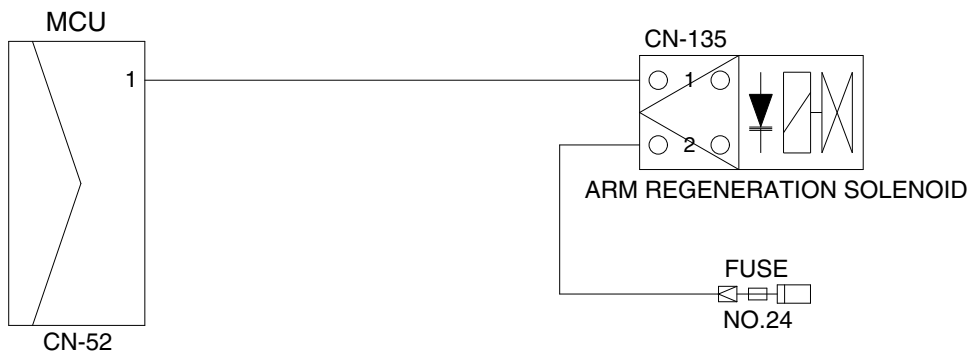 MCU
CN-135
1
1
2
ARM REGENERATION SOLENOID
FUSE
NO.24
CN-52